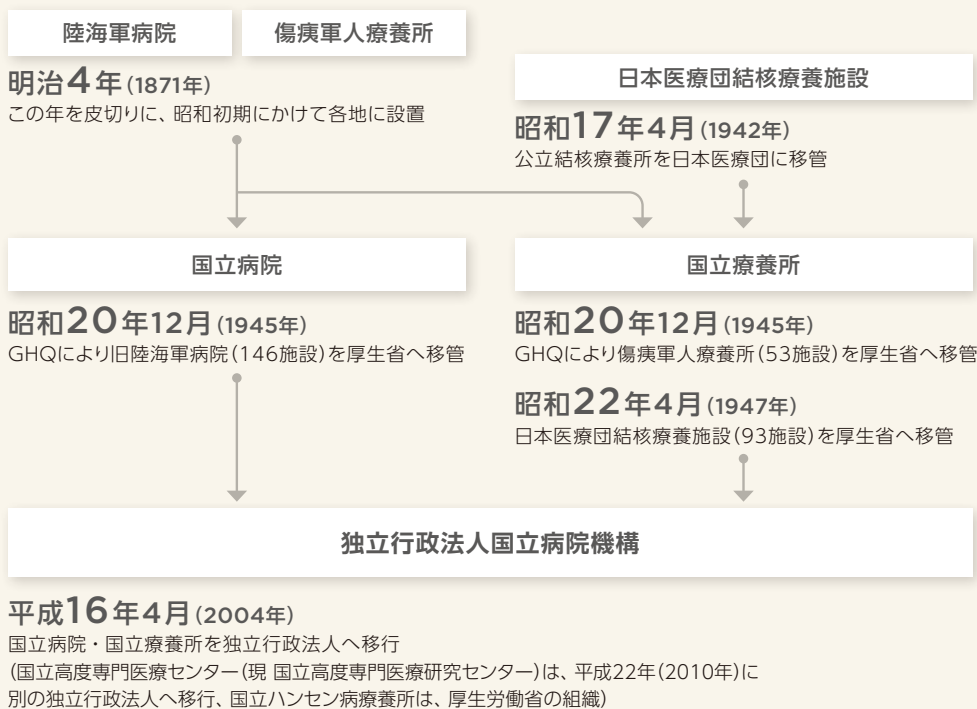 陸海軍病院
傷痍軍人療養所
明治4年(1871年)
この年を皮切りに、昭和初期にかけて各地に設置
日本医療団結核療養施設
昭和17年4月(1942年)
公立結核療養所を日本医療団に移管
国立病院
昭和20年12月(1945年)
GHQにより旧陸海軍病院(146施設)を厚生省へ移管
国立療養所
昭和20年12月(1945年)
GHQにより傷痍軍人療養所(53施設)を厚生省へ移管
昭和22年4月(1947年)
日本医療団結核療養施設(93施設)を厚生省へ移管
独立行政法人国立病院機構
平成16年4月(2004年)
国立病院・国立療養所を独立行政法人へ移行
(国立高度専門医療センター(現 国立高度専門医療研究センター)は、平成22年(2010年)に
別の独立行政法人へ移行、国立ハンセン病療養所は、厚生労働省の組織)